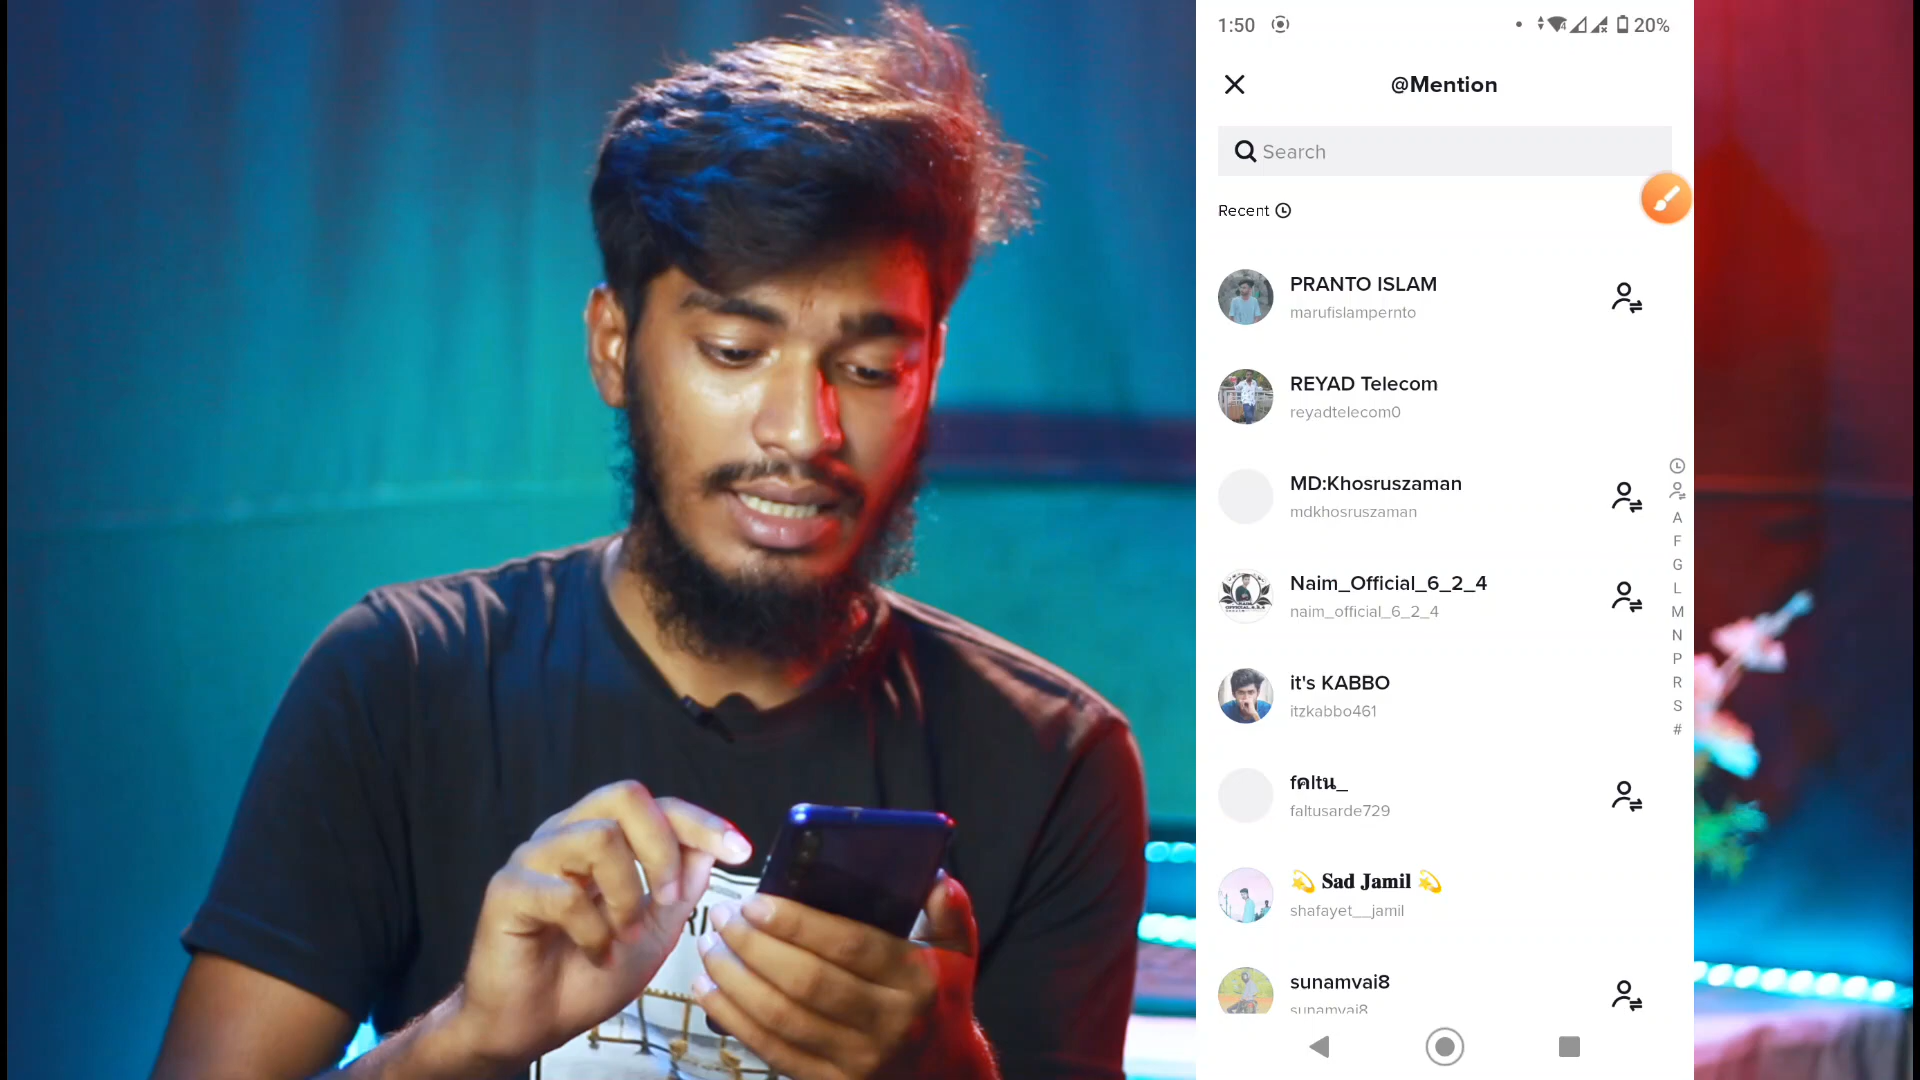 1:50
20%
@Mention
Search
Recent
PRANTO ISLAM
marufislampernto
REYAD Telecom
reyadtelecom0
MD:Khosruszaman
mdkhosruszaman
Naim_Official_6_2_4
naim_official_6_2_4
it's KABBO
itzkabbo461
fคltน_
faltusarde729
💫 𝐒𝐚𝐝 𝐉𝐚𝐦𝐢𝐥 💫
shafayet__jamil
sunamvai8
sunamvai8
A
F
G
L
M
N
P
R
S
#